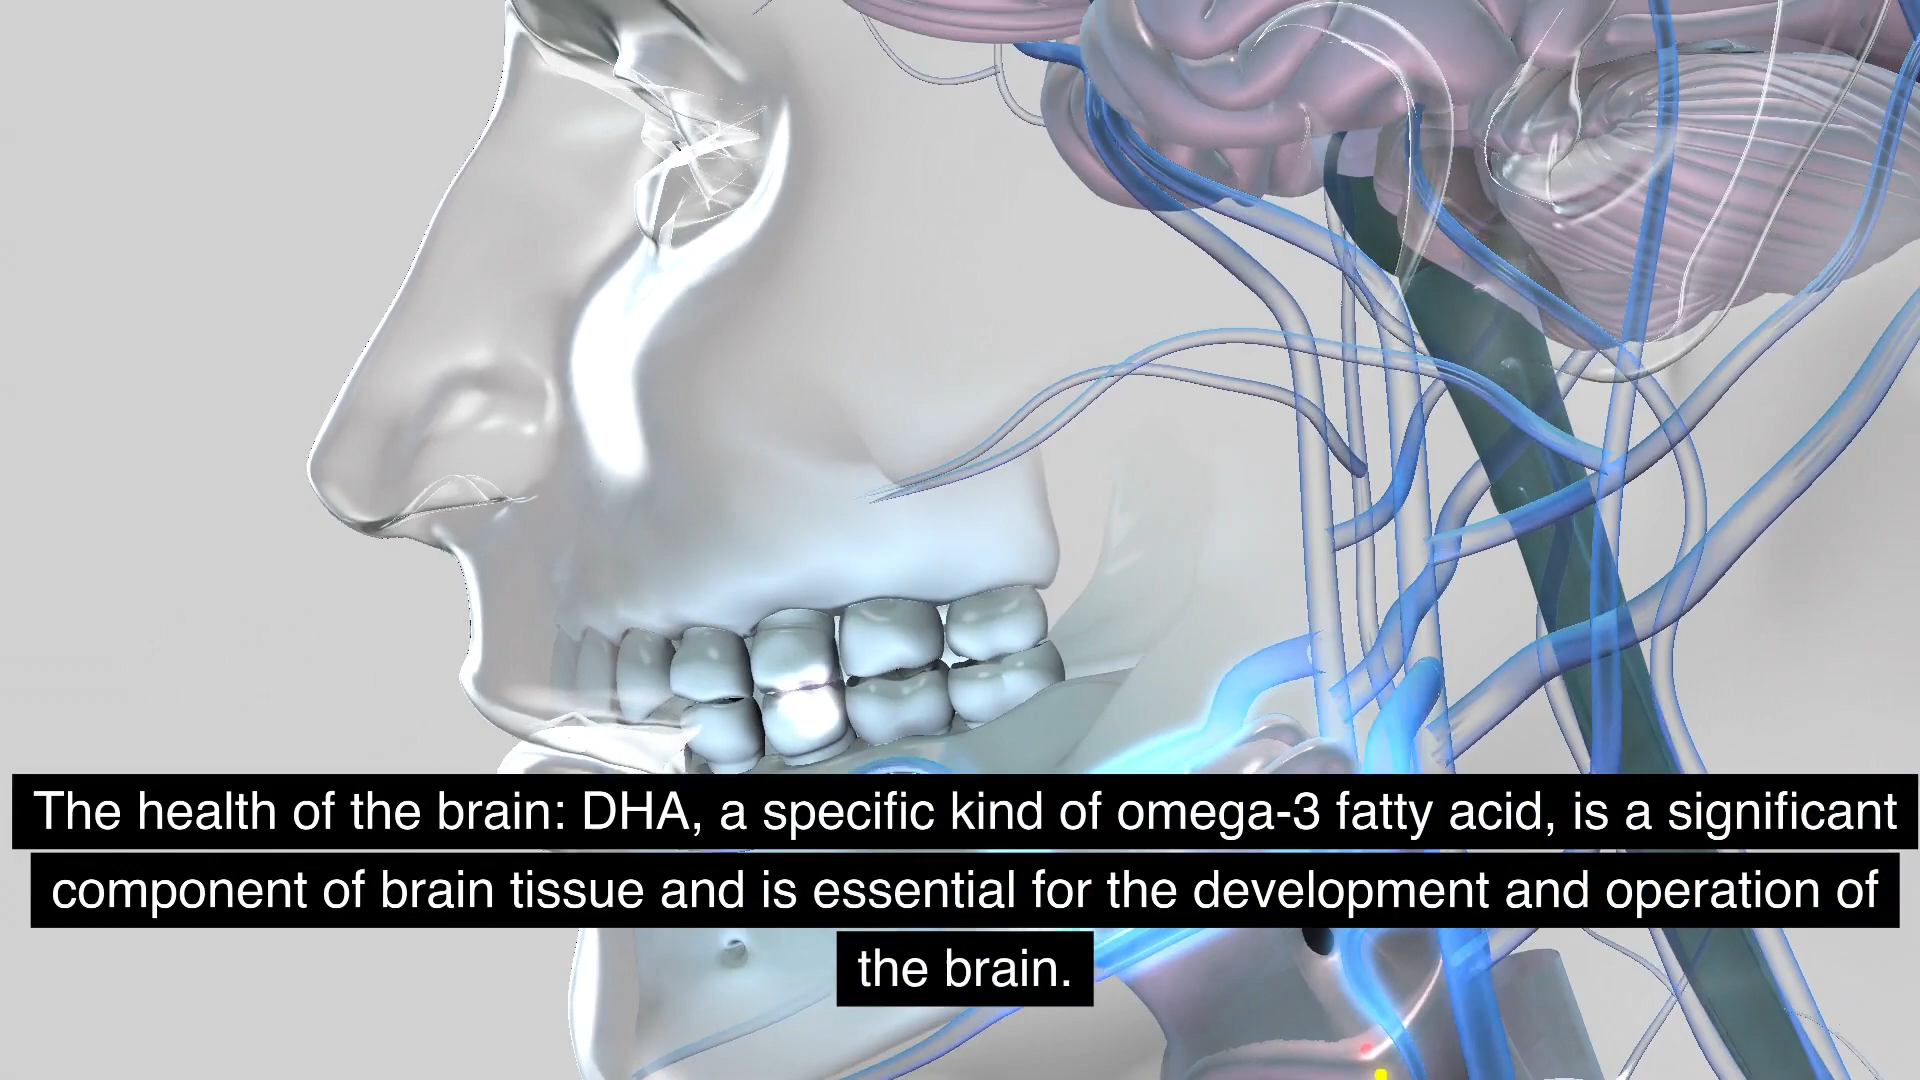 The health of the brain: DHA, a specific kind of omega-3 fatty acid, is a significant
component of brain tissue and is essential for the development and operation of
the brain.